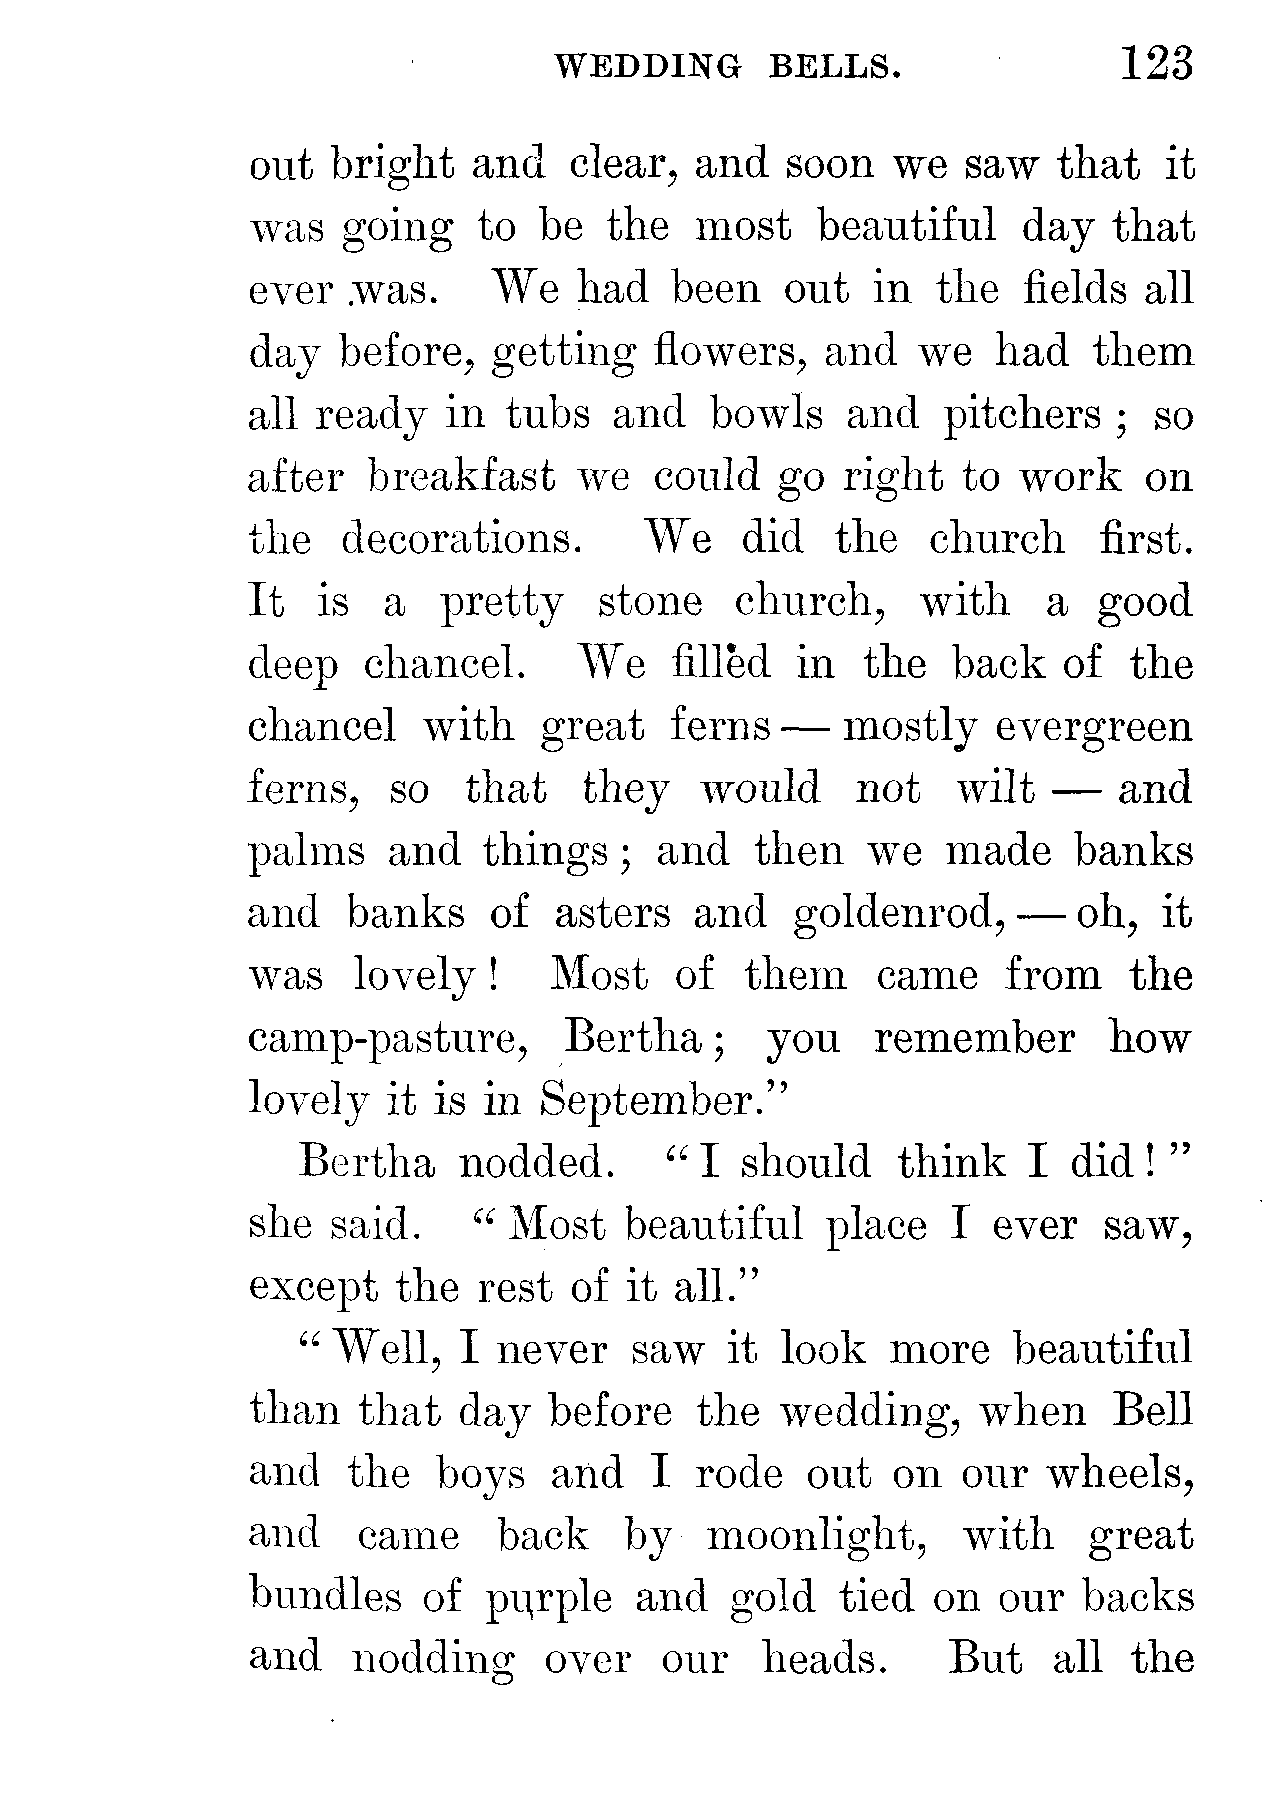 WEDDING BELLS. 123
out bright and clear, and soon we saw that it
was going to be the most beautiful day that
ever was. We had been out in the fields all
day before, getting flowers, and we had them
all ready in tubs and bowls and pitchers ; so
after breakfast we could go right to work on
the decorations. We did the church first.
It is a pretty stone church, with a good
deep chancel. We filled in the back of the
chancel with great ferns — mostly evergreen
ferns, so that they would not wilt — and
palms and things ; and then we made banks
and banks of asters and goldenrod, — oh, it
was lovely ! Most of them came from the
camp-pasture, Bertha ; you remember how
lovely it is in September.”
Bertha nodded. “ I should think I did ! ”
she said. “ Most beautiful place I ever saw,
except the rest of it all.”
“ Well, I never saw it look more beautiful
than that day before the wedding, when Bell
and the boys and I rode out on our wheels,
and came back by moonlight, with great
bundles of purple and gold tied on our backs
and nodding over our heads. But all the